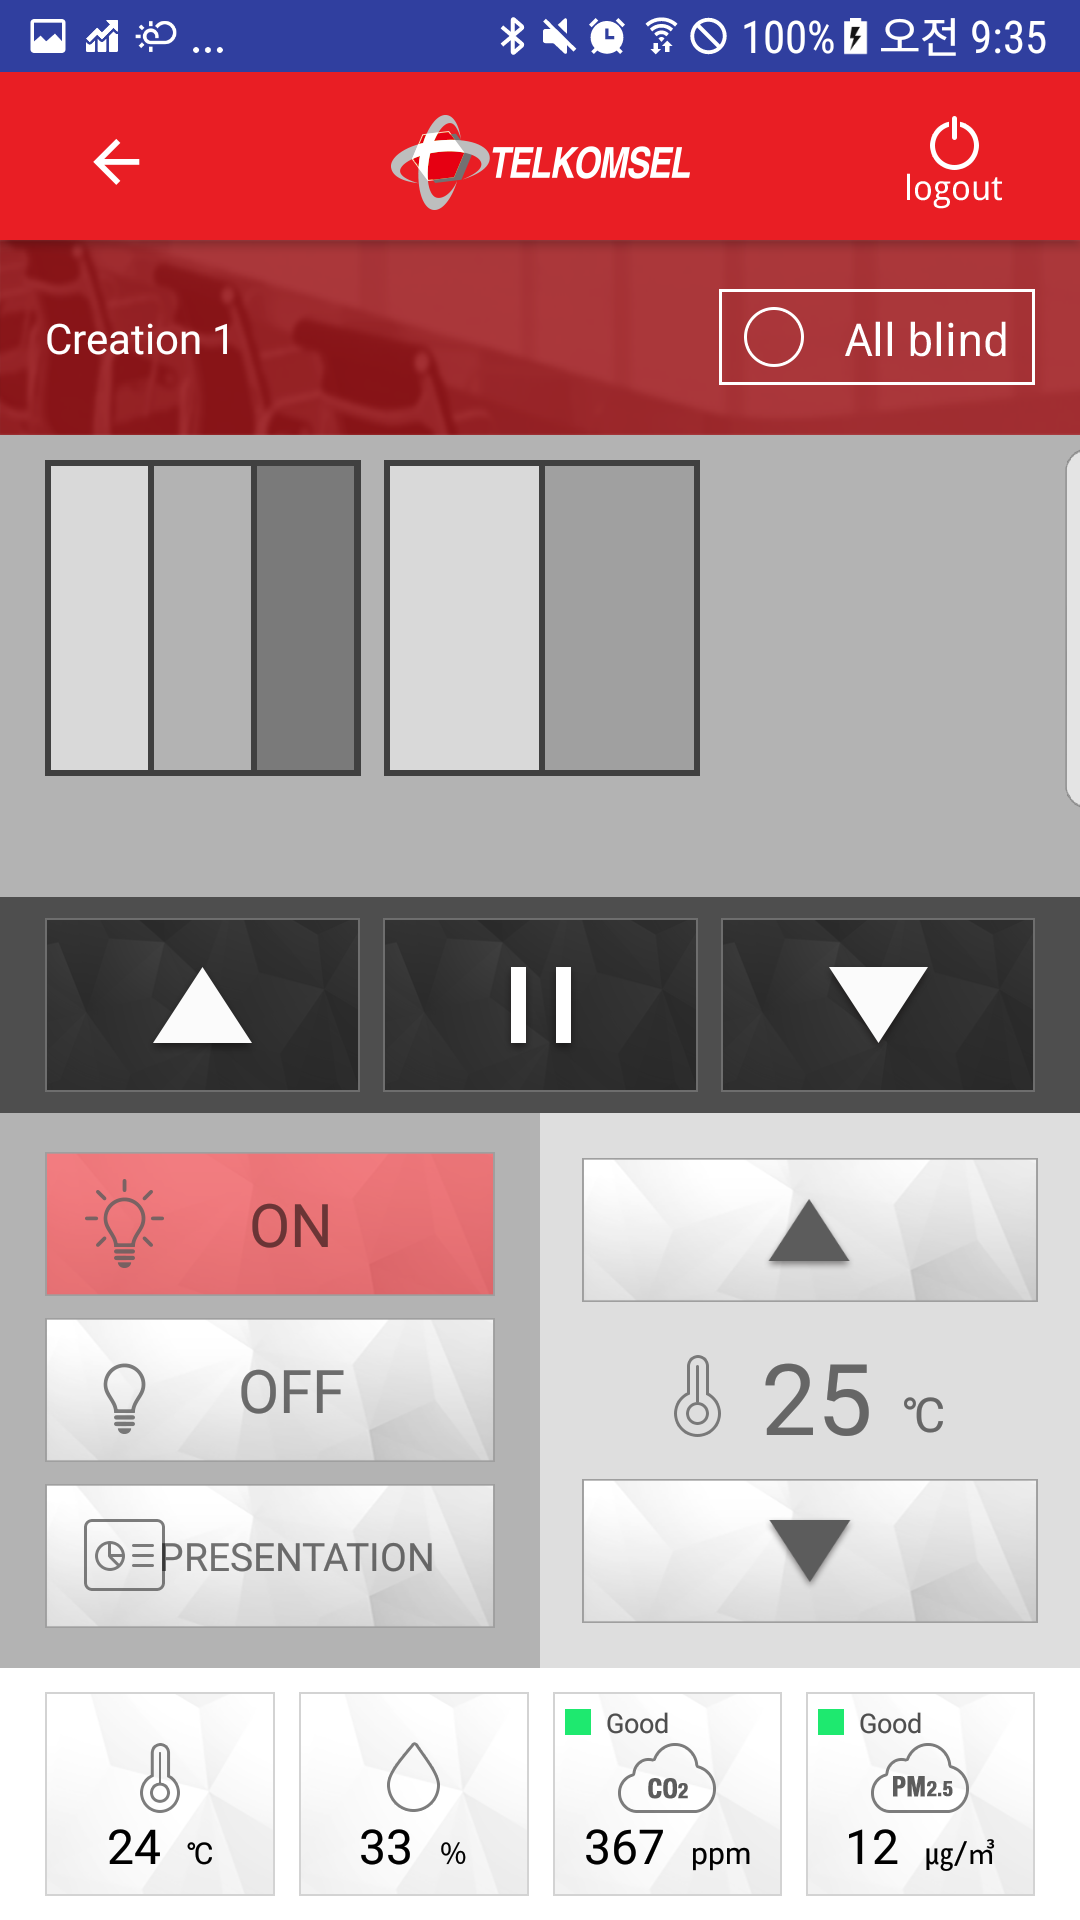 ... 100% 오전 9:35
TELKOMSEL
logout
Creation 1
All blind
ON
OFF
25 ℃
PRESENTATION
Good
Good
CO2
PM2.5
24 ℃
33 %
367 ppm
12 ㎍/㎥